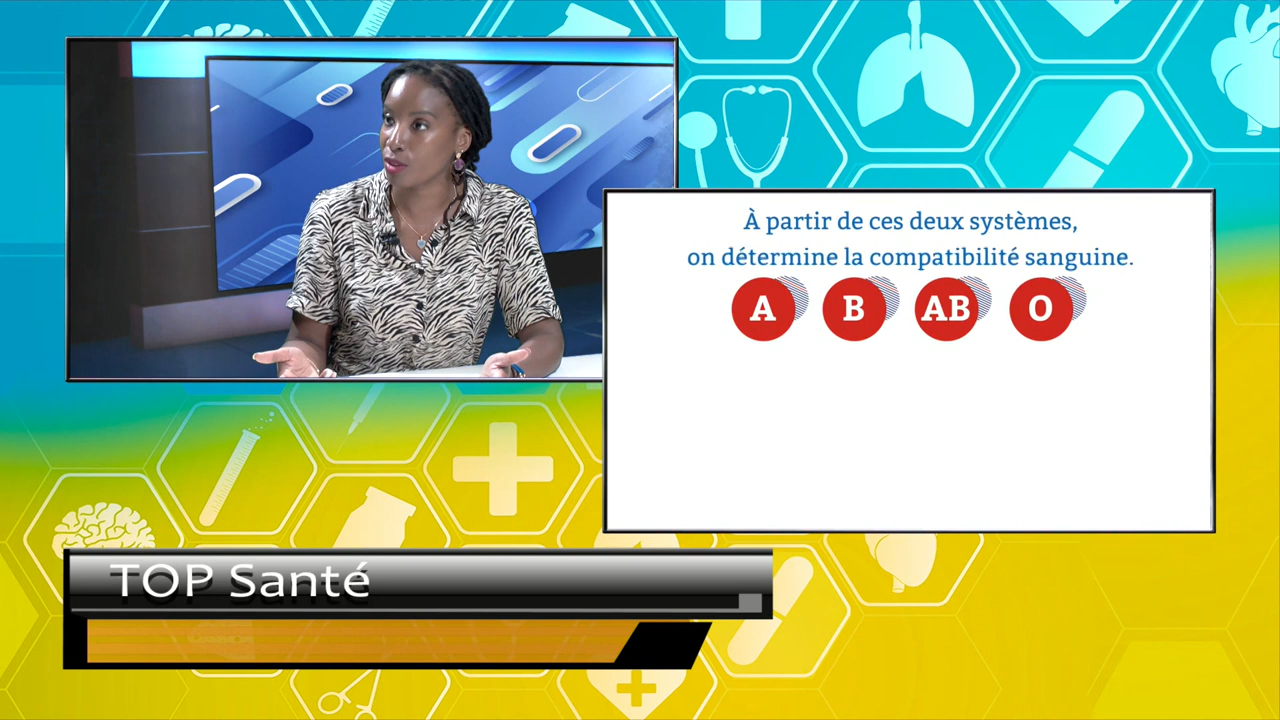 À partir de ces deux systèmes,
on détermine la compatibilité sanguine.
A B AB O
TOP Santé